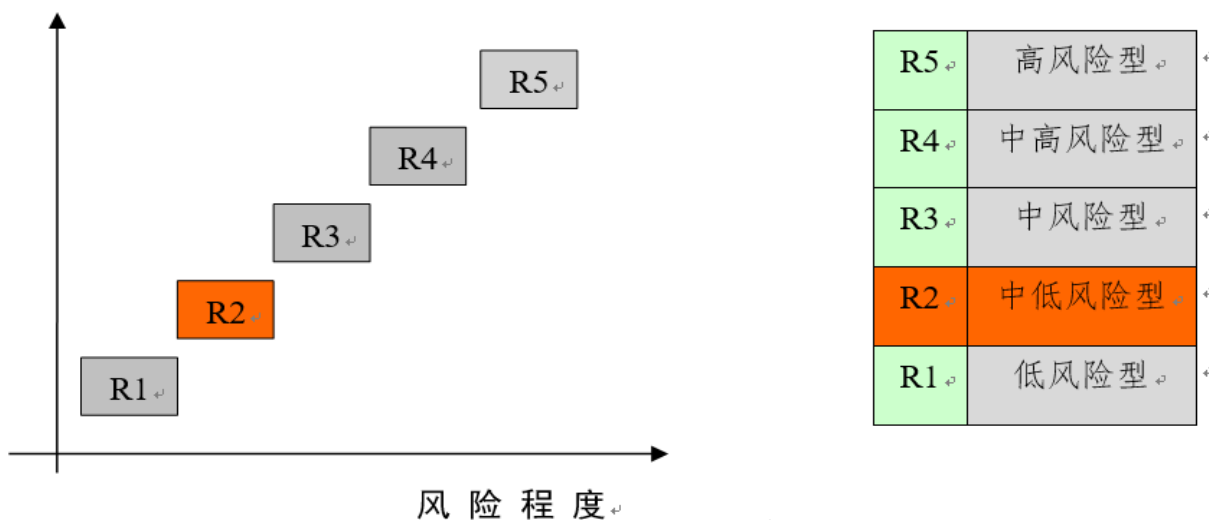 R5
R4
R3
R2
R1
风险程度
R5 高风险型
R4 中高风险型
R3 中风险型
R2 中低风险型
R1 低风险型